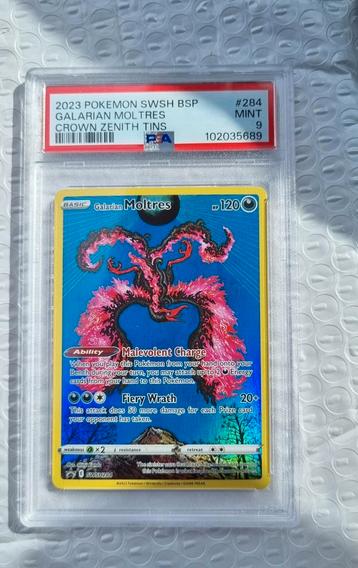 2023 POKEMON SWSH BSP #284
GALARIAN MOLTRES MINT
CROWN ZENITH TINS 9
PSA 102035689
BASIC Galarian Moltres HP 120
Ability Malevolent Charge
When you play this Pokémon from your hand onto your
Bench during your turn, you may attach up to
Energy
cards from your hand to this Pokémon.
Fiery Wrath 20+
This attack does 50 more damage for each Prize card
your opponent has taken.
weakness ×2 resistance retreat
The sinister aura
SWSH284